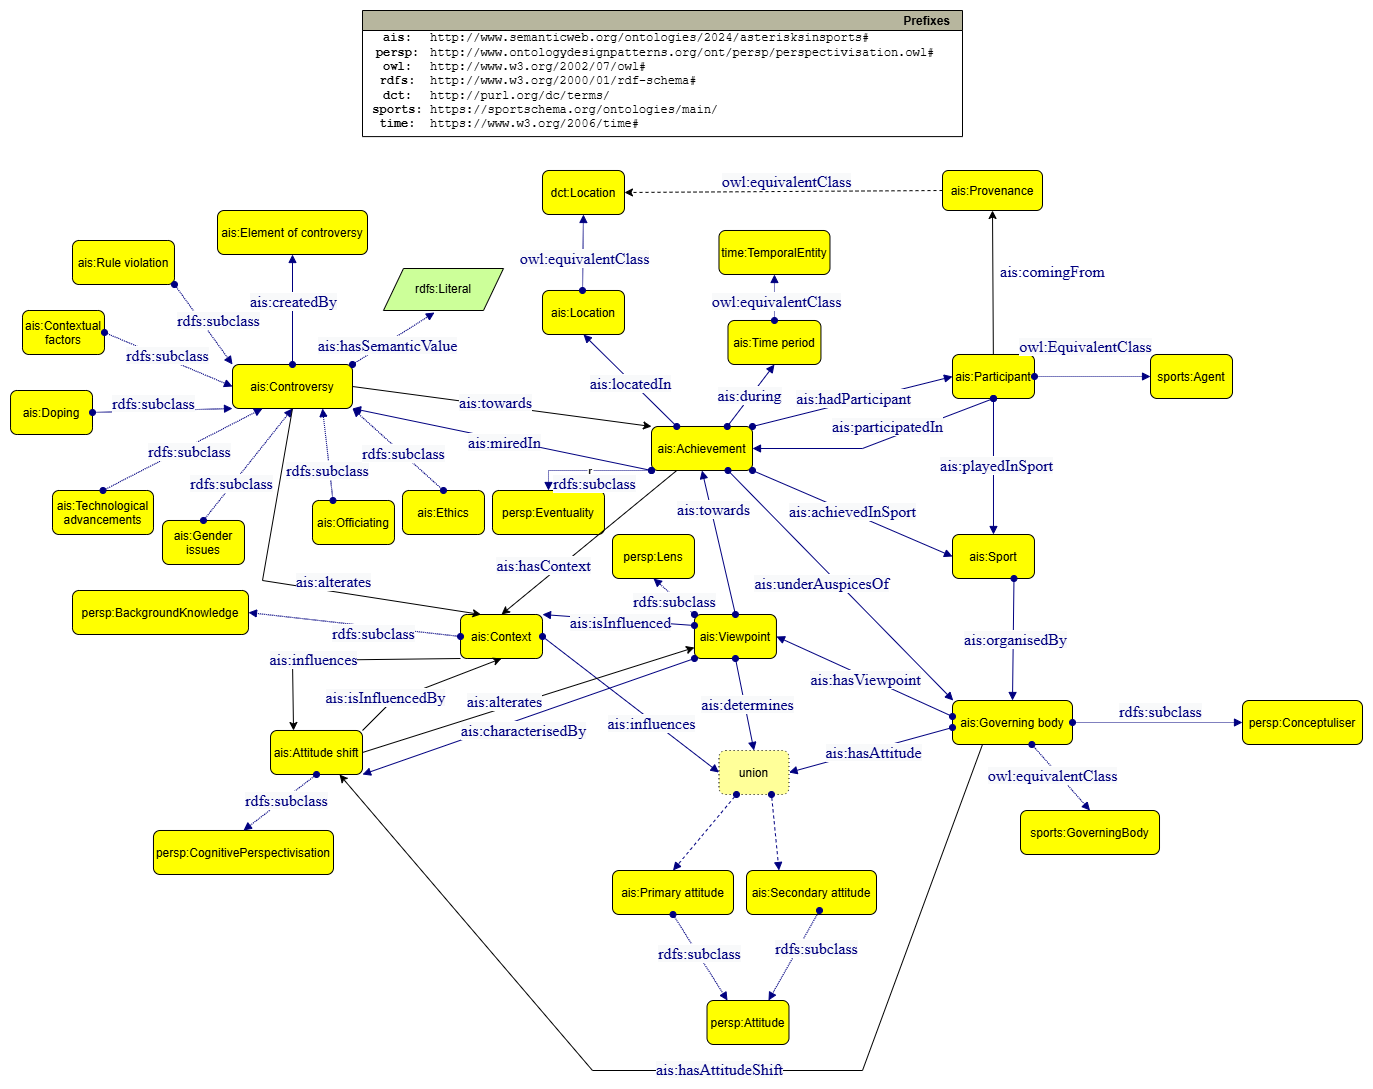 Prefixes
ais: http://www.semanticweb.org/ontologies/2024/asterisksinsports#
persp: http://www.ontologydesignpatterns.org/ont/persp/perspectivisation.owl#
owl: http://www.w3.org/2002/07/owl#
rdfs: http://www.w3.org/2000/01/rdf-schema#
dct: http://purl.org/dc/terms/
sports: https://sportschema.org/ontologies/main/
time: https://www.w3.org/2006/time#
dct:Location
owl:equivalentClass
ais:Provenance
ais:Element of controversy
ais:Rule violation
time:TemporalEntity
owl:equivalentClass
ais:comingFrom
rdfs:Literal
ais:createdBy
owl:equivalentClass
ais:Location
rdfs:subclass
ais:Contextual
factors
ais:hasSemanticValue
ais:Time period
owl:EquivalentClass
rdfs:subclass
ais:Controversy
ais:locatedIn
ais:Participant
sports:Agent
ais:Doping
rdfs:subclass
ais:towards
ais:during
ais:hadParticipant
ais:participatedIn
ais:miredIn
ais:Achievement
rdfs:subclass
rdfs:subclass
rdfs:subclass
rdfs:subclass
r
rdfs:subclass
ais:playedInSport
ais:Technological
advancements
ais:Gender
issues
ais:Officiating
ais:Ethics
persp:Eventuality
ais:towards
ais:achievedInSport
ais:hasContext
persp:Lens
ais:Sport
ais:alterates
ais:underAuspicesOf
rdfs:subclass
persp:BackgroundKnowledge
rdfs:subclass
ais:Context
ais:isInfluenced
ais:Viewpoint
ais:organisedBy
ais:influences
ais:isInfluencedBy
ais:alterates
ais:hasViewpoint
ais:determines
ais:influences
ais:characterisedBy
ais:Attitude shift
ais:Governing body
rdfs:subclass
persp:Conceptuliser
ais:hasAttitude
union
owl:equivalentClass
rdfs:subclass
sports:GoverningBody
persp:CognitivePerspectivisation
ais:Primary attitude
ais:Secondary attitude
rdfs:subclass
rdfs:subclass
persp:Attitude
ais:hasAttitudeShift